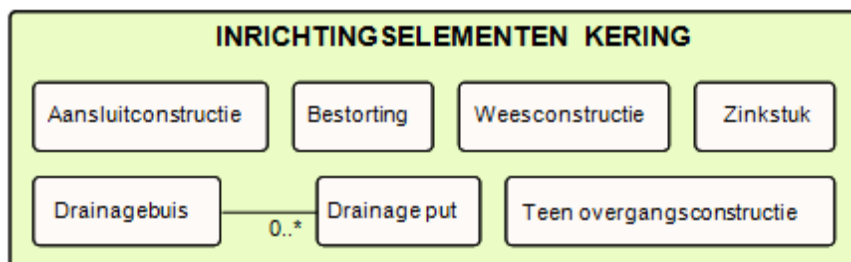 INRICHTINGSELEMENTEN KERING
Aansluitconstructie
Bestorting
Weesconstructie
Zinkstuk
Drainagebuis
0..*
Drainage put
Teen overgangsconstructie